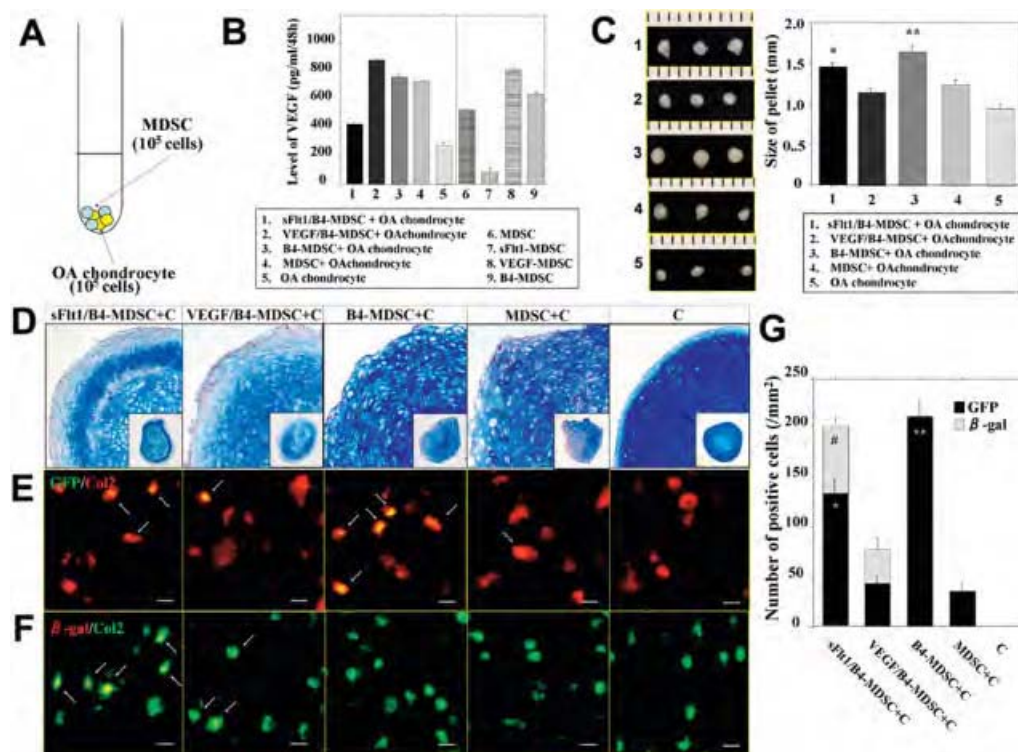 A
MDSC
(10⁵ cells)
OA chondrocyte
(10⁵ cells)
B
Level of VEGF (pg/ml/48h)
1000
800
600
400
200
0
1 2 3 4 5 6 7 8 9
1. sFlt1/B4-MDSC + OA chondrocyte
2. VEGF/B4-MDSC+ OAchondrocyte
3. B4-MDSC+ OA chondrocyte
4. MDSC+ OAchondrocyte
5. OA chondrocyte
6. MDSC
7. sFlt1-MDSC
8. VEGF-MDSC
9. B4-MDSC
C
1
2
3
4
5
Size of pellet (mm)
2.0
1.5
1.0
0.5
0
* **
1 2 3 4 5
1. sFlt1/B4-MDSC + OA chondrocyte
2. VEGF/B4-MDSC+ OAchondrocyte
3. B4-MDSC+ OA chondrocyte
4. MDSC+ OAchondrocyte
5. OA chondrocyte
D
sFlt1/B4-MDSC+C VEGF/B4-MDSC+C B4-MDSC+C MDSC+C C
E
GFP/Col2
F
β-gal/Col2
G
Number of positive cells (/mm²)
250
200
150
100
50
0
GFP
β-gal
#
*
**
sFlt1/B4-MDSC+C
VEGF/B4-MDSC+C
B4-MDSC+C
MDSC+C
C